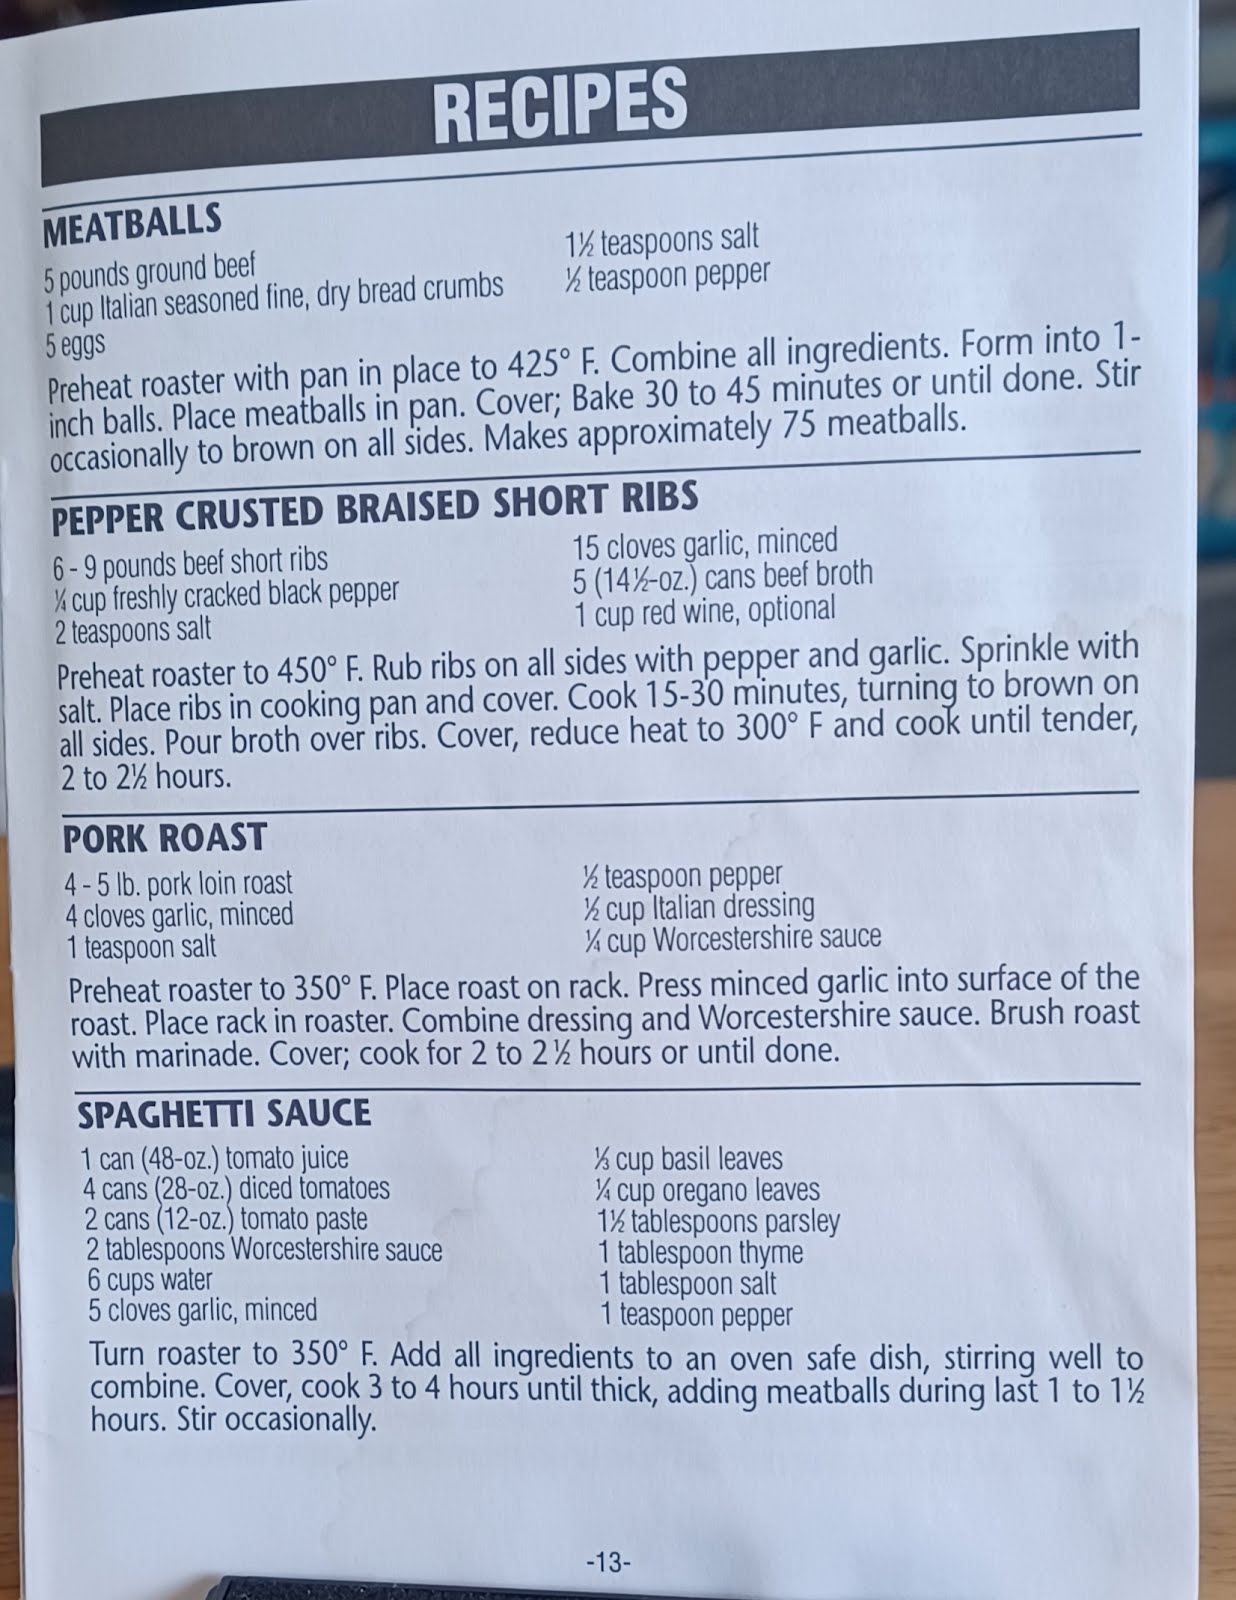 RECIPES
MEATBALLS
5 pounds ground beef
1 cup Italian seasoned fine, dry bread crumbs
5 eggs
1½ teaspoons salt
½ teaspoon pepper
Preheat roaster with pan in place to 425° F. Combine all ingredients. Form into 1-
inch balls. Place meatballs in pan. Cover; Bake 30 to 45 minutes or until done. Stir
occasionally to brown on all sides. Makes approximately 75 meatballs.
PEPPER CRUSTED BRAISED SHORT RIBS
6 - 9 pounds beef short ribs
¼ cup freshly cracked black pepper
2 teaspoons salt
15 cloves garlic, minced
5 (14½-oz.) cans beef broth
1 cup red wine, optional
Preheat roaster to 450° F. Rub ribs on all sides with pepper and garlic. Sprinkle with
salt. Place ribs in cooking pan and cover. Cook 15-30 minutes, turning to brown on
all sides. Pour broth over ribs. Cover, reduce heat to 300° F and cook until tender,
2 to 2½ hours.
PORK ROAST
4 - 5 lb. pork loin roast
4 cloves garlic, minced
1 teaspoon salt
½ teaspoon pepper
½ cup Italian dressing
¼ cup Worcestershire sauce
Preheat roaster to 350° F. Place roast on rack. Press minced garlic into surface of the
roast. Place rack in roaster. Combine dressing and Worcestershire sauce. Brush roast
with marinade. Cover; cook for 2 to 2 ½ hours or until done.
SPAGHETTI SAUCE
1 can (48-oz.) tomato juice
4 cans (28-oz.) diced tomatoes
2 cans (12-oz.) tomato paste
2 tablespoons Worcestershire sauce
6 cups water
5 cloves garlic, minced
⅓ cup basil leaves
¼ cup oregano leaves
1½ tablespoons parsley
1 tablespoon thyme
1 tablespoon salt
1 teaspoon pepper
Turn roaster to 350° F. Add all ingredients to an oven safe dish, stirring well to
combine. Cover, cook 3 to 4 hours until thick, adding meatballs during last 1 to 1½
hours. Stir occasionally.
-13-